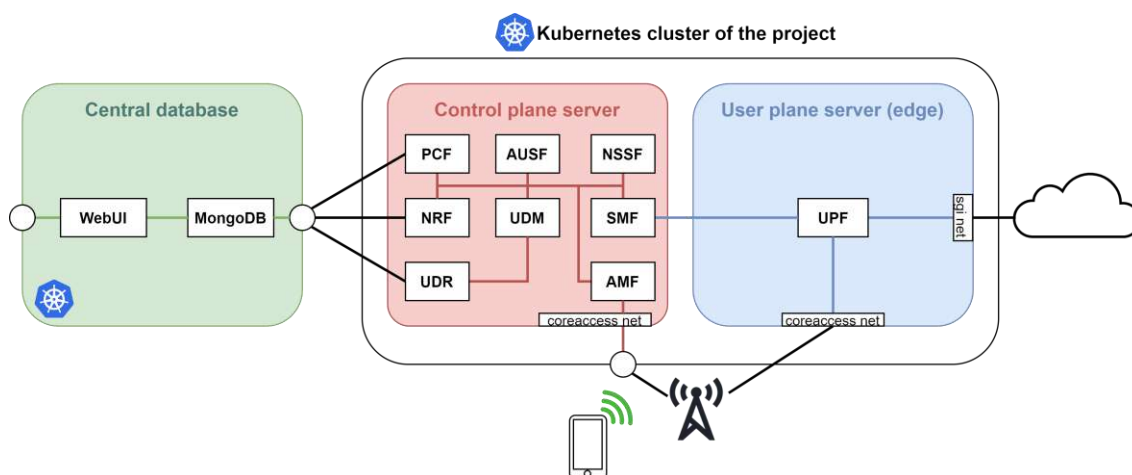 Kubernetes cluster of the project
Central database
Control plane server
User plane server (edge)
PCF
AUSF
NSSF
WebUI
MongoDB
NRF
UDM
SMF
UPF
sgi net
UDR
AMF
coreaccess net
coreaccess net